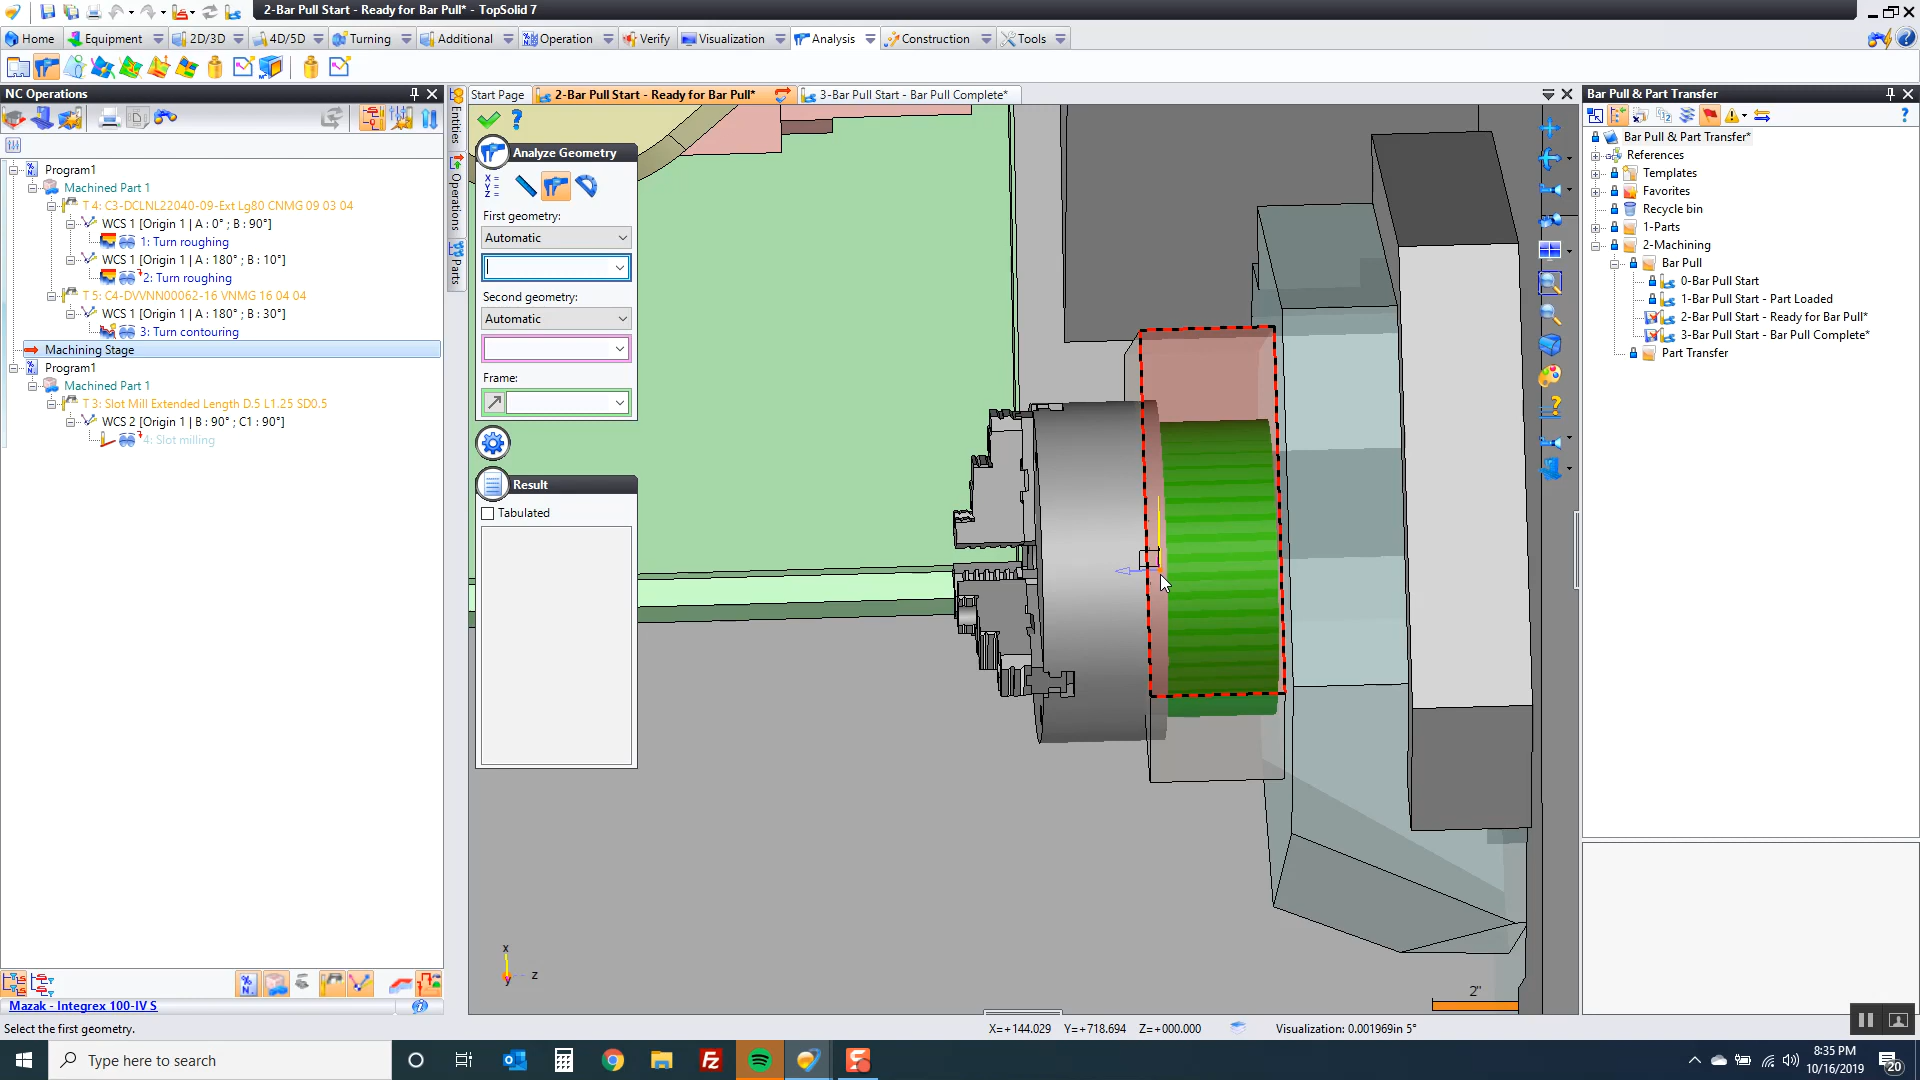 2-Bar Pull Start - Ready for Bar Pull* - TopSolid 7
Home
Equipment
2D/3D
4D/5D
Turning
Additional
Operation
Verify
Visualization
Analysis
Construction
Tools
NC Operations
Program1
Machined Part 1
T 4: C3-DCLNL22040-09-Ext Lg80 CNMG 09 03 04
WCS 1 [Origin 1 | A : 0° ; B : 90°]
1: Turn roughing
WCS 1 [Origin 1 | A : 180° ; B : 10°]
2: Turn roughing
T 5: C4-DVVNN00062-16 VNMG 16 04 04
WCS 1 [Origin 1 | A : 180° ; B : 30°]
3: Turn contouring
Machining Stage
Program1
Machined Part 1
T 3: Slot Mill Extended Length D.5 L1.25 SD0.5
WCS 2 [Origin 1 | B : 90° ; C1 : 90°]
4: Slot milling
Mazak - Integrex 100-IV S
Select the first geometry.
Entities
Operations
Parts
Start Page
2-Bar Pull Start - Ready for Bar Pull*
3-Bar Pull Start - Bar Pull Complete*
Analyze Geometry
X=
Y=
Z=
First geometry:
Automatic
Second geometry:
Automatic
Frame:
Result
Tabulated
x
y
z
2"
X=+144.029 Y=+718.694 Z=+000.000
Visualization: 0.001969in 5°
Bar Pull & Part Transfer
Bar Pull & Part Transfer*
References
Templates
Favorites
Recycle bin
1-Parts
2-Machining
Bar Pull
0-Bar Pull Start
1-Bar Pull Start - Part Loaded
2-Bar Pull Start - Ready for Bar Pull*
3-Bar Pull Start - Bar Pull Complete*
Part Transfer
Type here to search
8:35 PM
10/16/2019
20